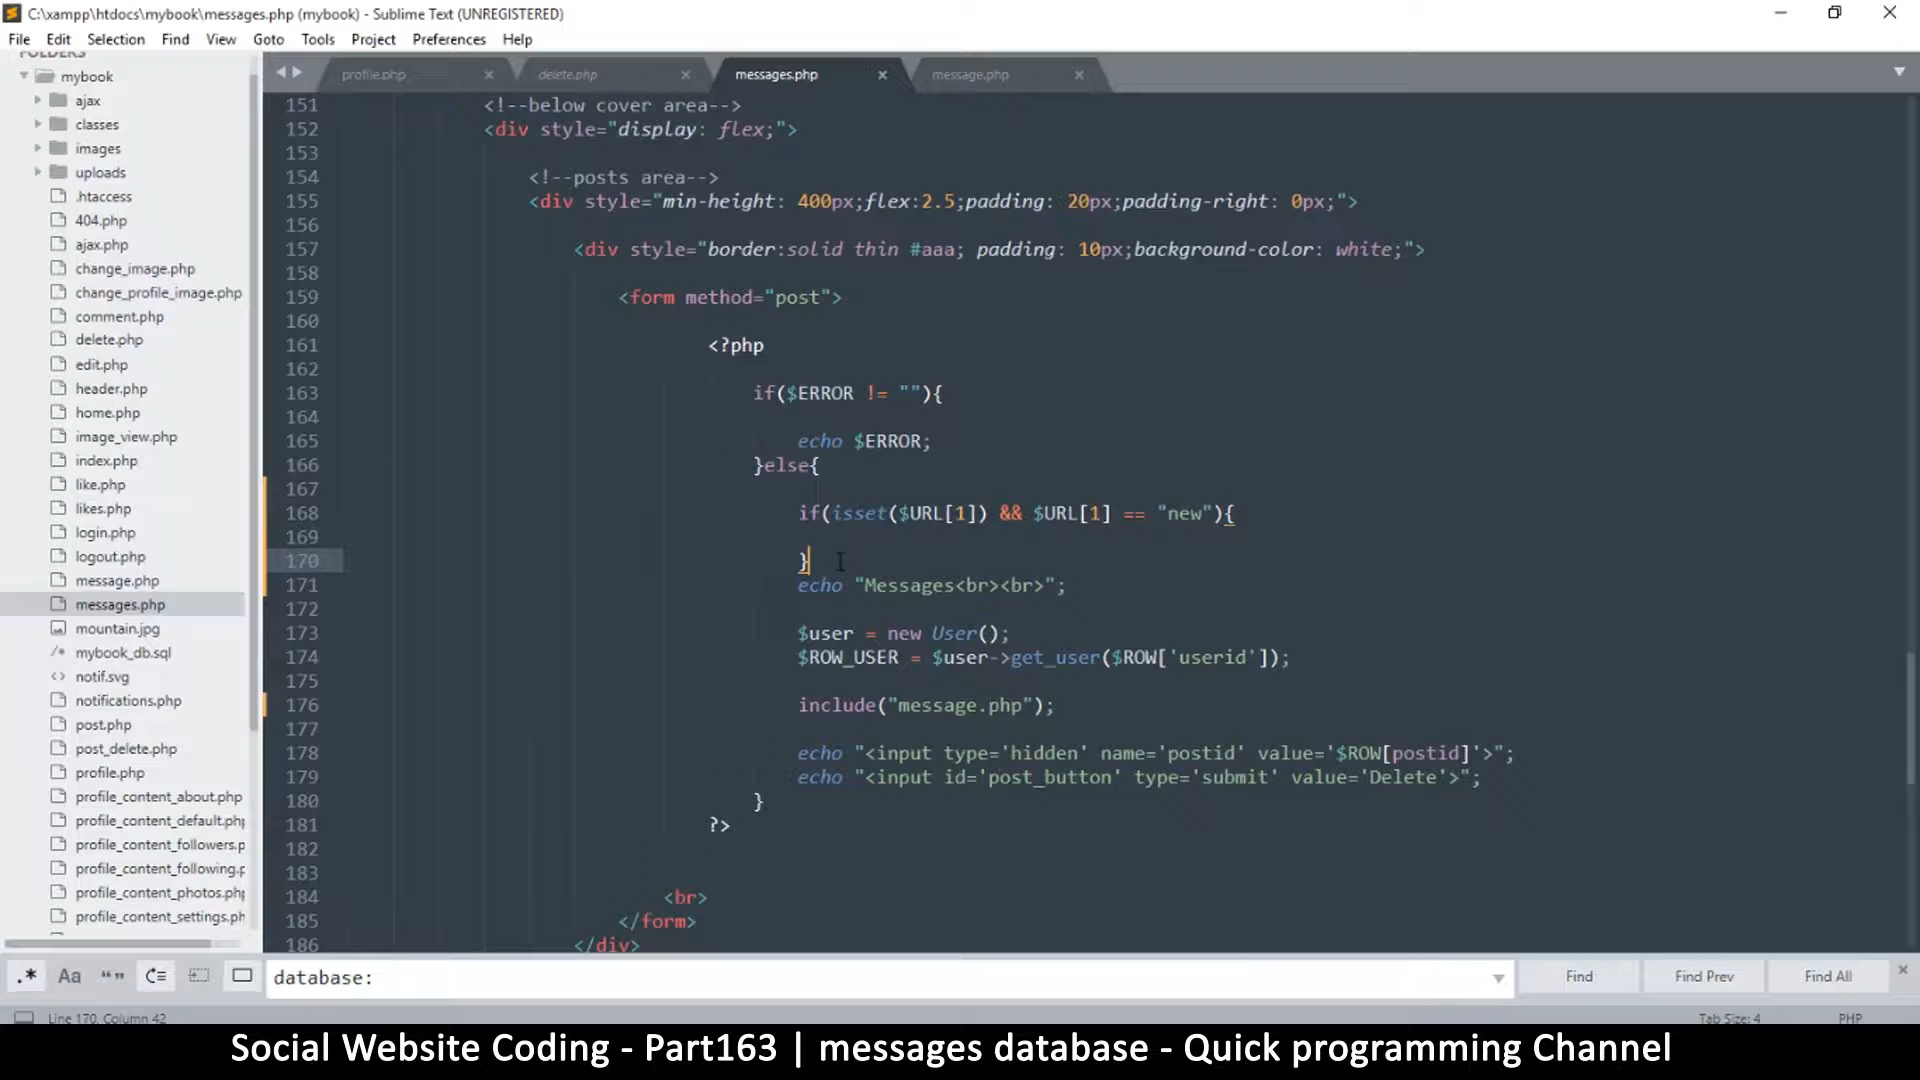 C:\xampp\htdocs\mybook\messages.php (mybook) - Sublime Text (UNREGISTERED)
File Edit Selection Find View Goto Tools Project Preferences Help
FOLDERS
mybook
ajax
classes
images
uploads
.htaccess
404.php
ajax.php
change_image.php
change_profile_image.php
comment.php
delete.php
edit.php
header.php
home.php
image_view.php
index.php
like.php
likes.php
login.php
logout.php
message.php
messages.php
mountain.jpg
mybook_db.sql
notif.svg
notifications.php
post.php
post_delete.php
profile.php
profile_content_about.php
profile_content_default.php
profile_content_followers.p
profile_content_following.p
profile_content_photos.php
profile_content_settings.ph
profile.php delete.php messages.php message.php
151 <!--below cover area-->
152 <div style="display: flex;">
153
154 <!--posts area-->
155 <div style="min-height: 400px;flex:2.5;padding: 20px;padding-right: 0px;">
156
157 <div style="border:solid thin #aaa; padding: 10px;background-color: white;">
158
159 <form method="post">
160
161 <?php
162
163 if($ERROR != ""){
164
165 echo $ERROR;
166 }else{
167
168 if(isset($URL[1]) && $URL[1] == "new"){
169
170 }
171 echo "Messages<br><br>";
172
173 $user = new User();
174 $ROW_USER = $user->get_user($ROW['userid']);
175
176 include("message.php");
177
178 echo "<input type='hidden' name='postid' value='$ROW[postid]'>";
179 echo "<input id='post_button' type='submit' value='Delete'>";
180 }
181 ?>
182
183
184 <br>
185 </form>
186 </div>
.* Aa “” database: Find Find Prev Find All
Line 170, Column 42 Tab Size: 4 PHP
Social Website Coding - Part163 | messages database - Quick programming Channel